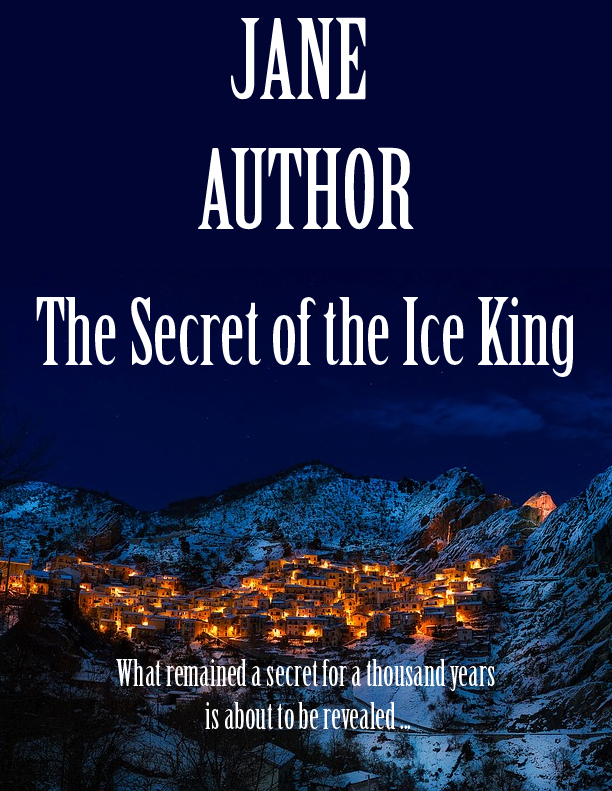 JANE
AUTHOR
The Secret of the Ice King
What remained a secret for a thousand years
is about to be revealed ...